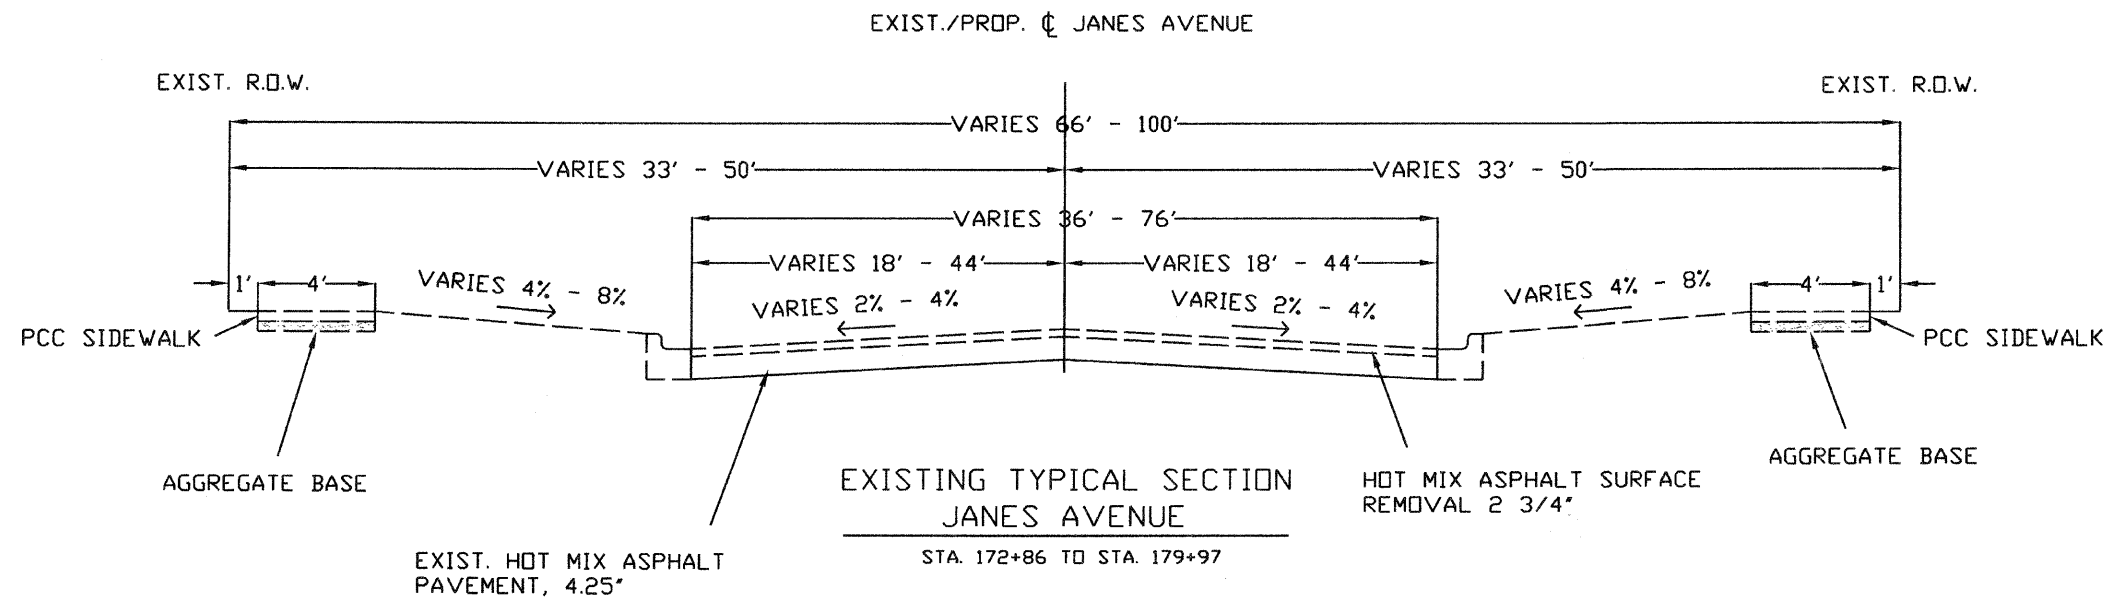 EXIST./PROP. ℄ JANES AVENUE
EXIST. R.O.W.
EXIST. R.O.W.
VARIES 66' - 100'
VARIES 33' - 50'
VARIES 33' - 50'
VARIES 36' - 76'
VARIES 18' - 44'
VARIES 18' - 44'
1'
4'
VARIES 4% - 8%
VARIES 2% - 4%
VARIES 2% - 4%
VARIES 4% - 8%
4'
1'
PCC SIDEWALK
PCC SIDEWALK
AGGREGATE BASE
AGGREGATE BASE
EXISTING TYPICAL SECTION
JANES AVENUE
STA. 172+86 TO STA. 179+97
HOT MIX ASPHALT SURFACE
REMOVAL 2 3/4"
EXIST. HOT MIX ASPHALT
PAVEMENT, 4.25"